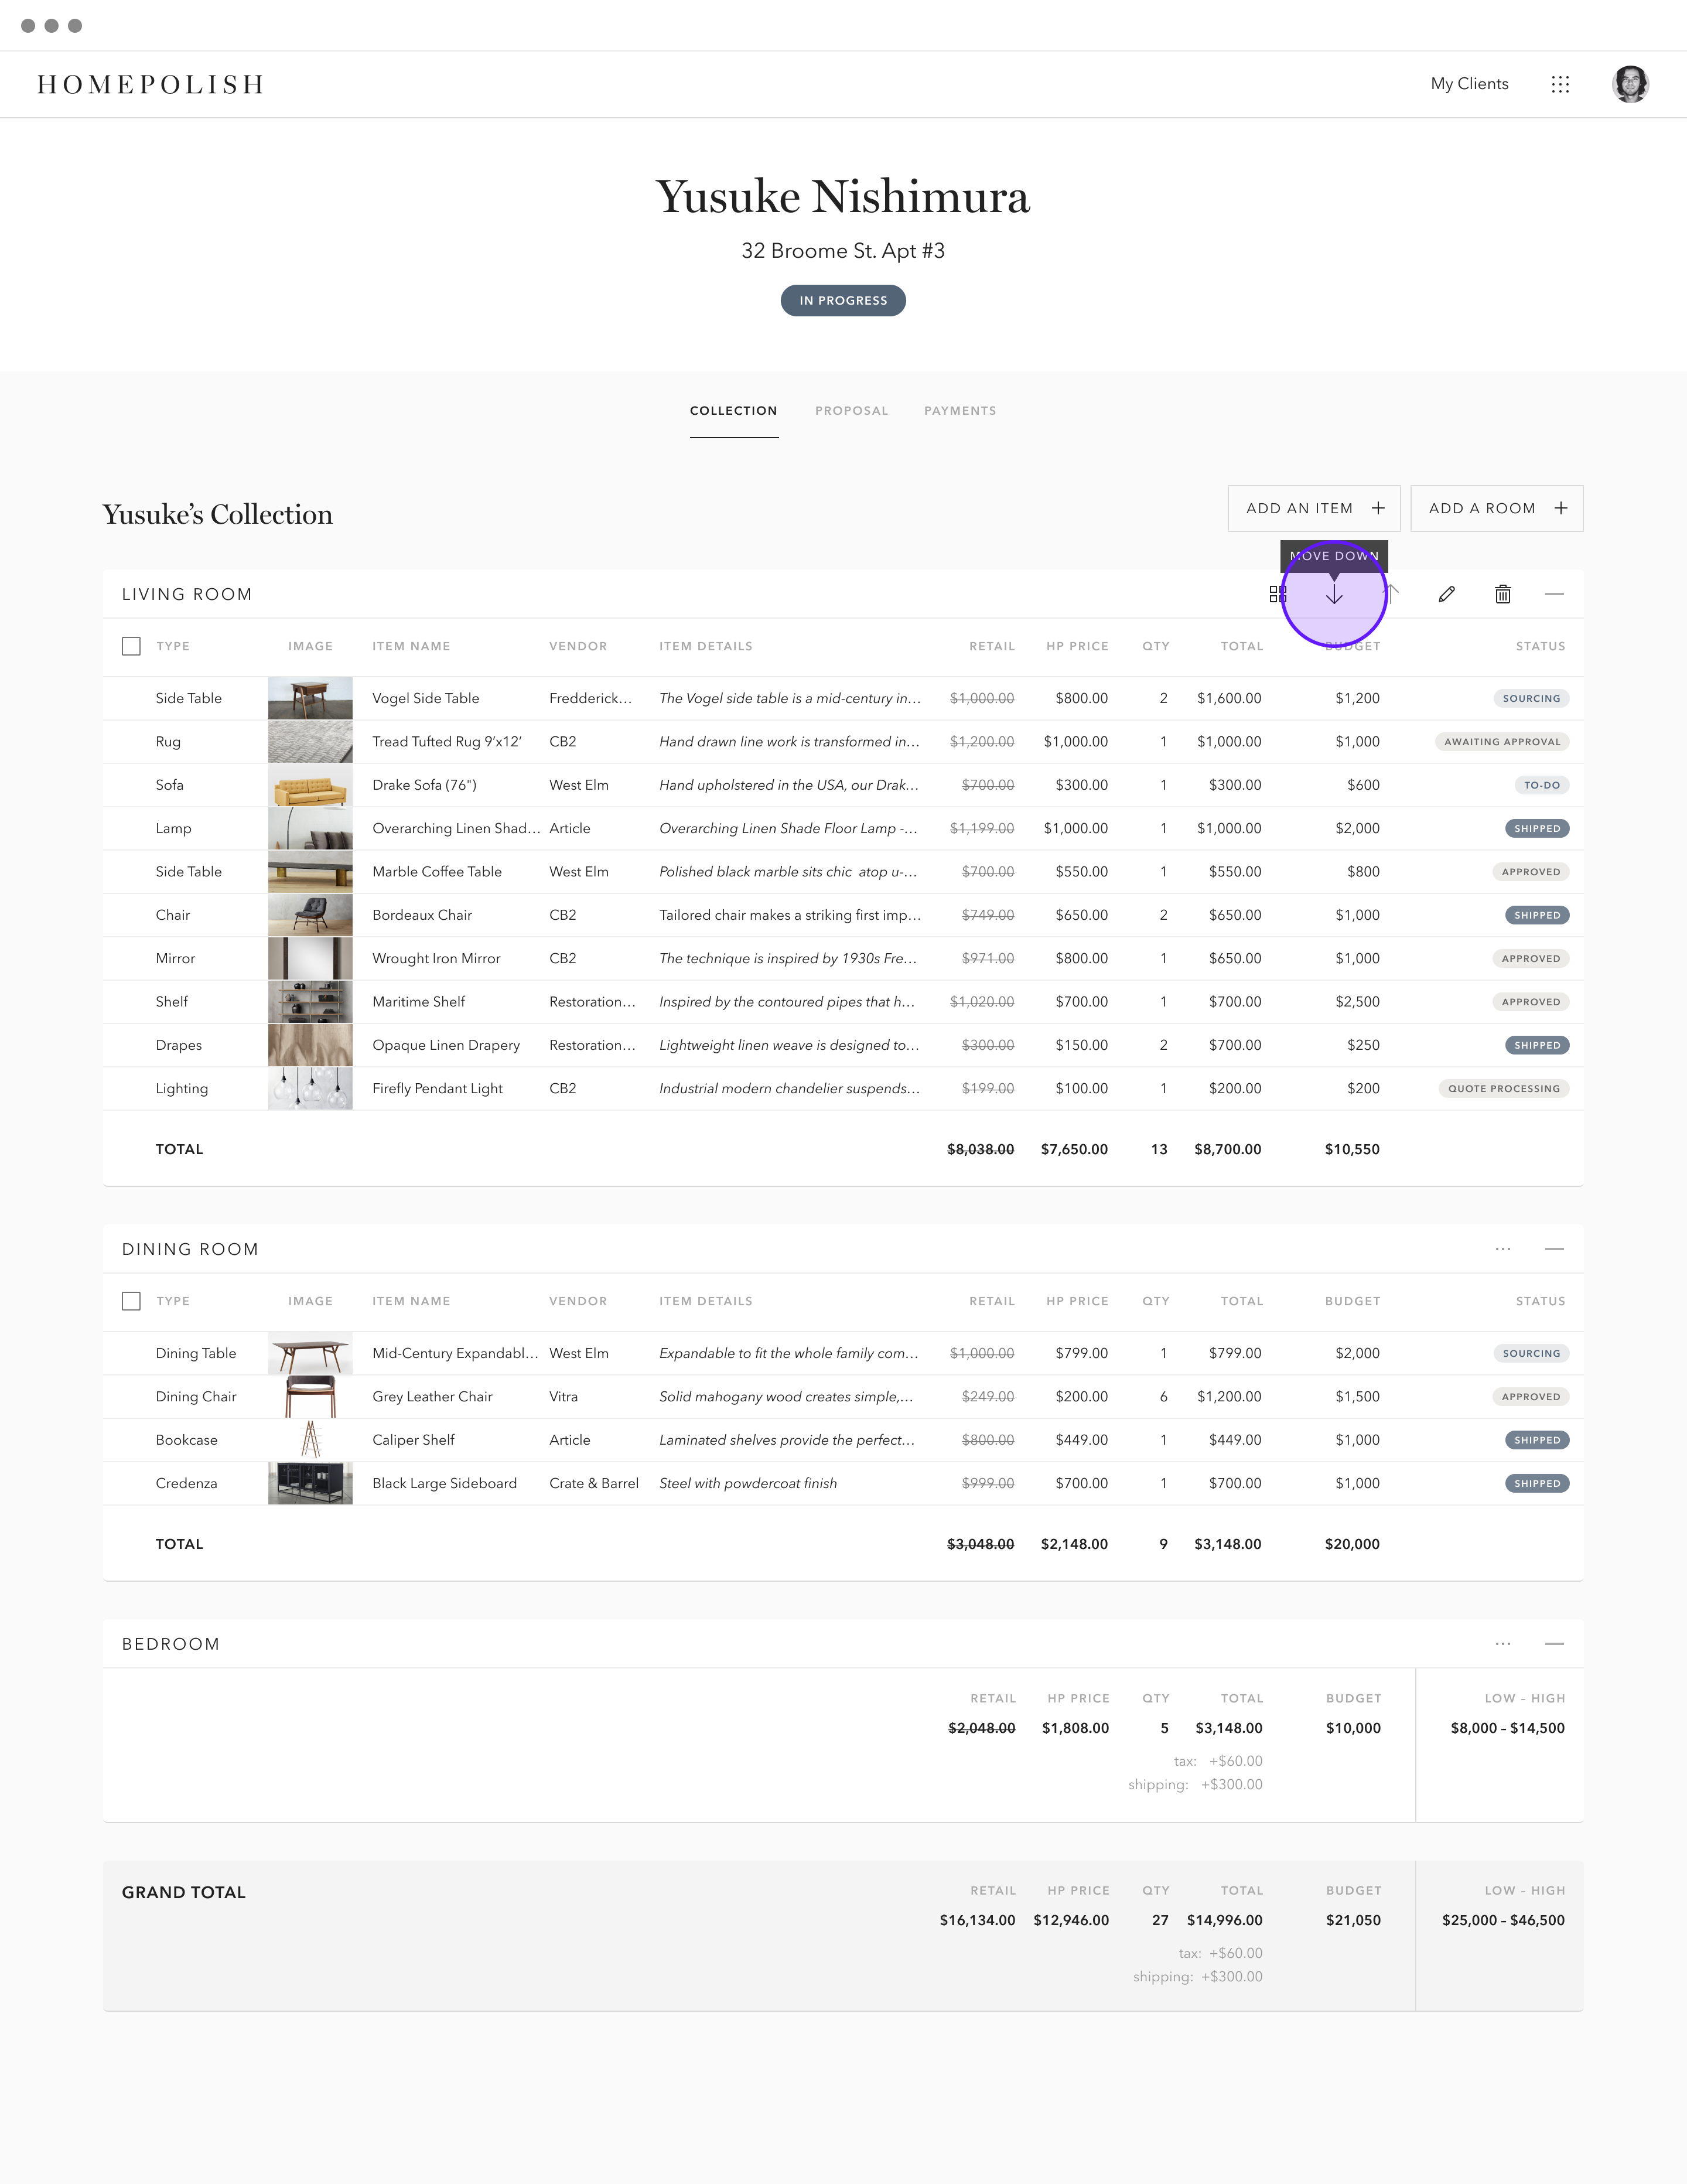 HOMEPOLISH
My Clients
Yusuke Nishimura
32 Broome St. Apt #3
IN PROGRESS
COLLECTION PROPOSAL PAYMENTS
Yusuke’s Collection
ADD AN ITEM +
ADD A ROOM +
MOVE DOWN
LIVING ROOM
TYPE IMAGE ITEM NAME VENDOR ITEM DETAILS RETAIL HP PRICE QTY TOTAL BUDGET STATUS
Side Table Vogel Side Table Fredderick… The Vogel side table is a mid-century in… $1,000.00 $800.00 2 $1,600.00 $1,200 SOURCING
Rug Tread Tufted Rug 9’x12’ CB2 Hand drawn line work is transformed in… $1,200.00 $1,000.00 1 $1,000.00 $1,000 AWAITING APPROVAL
Sofa Drake Sofa (76") West Elm Hand upholstered in the USA, our Drak… $700.00 $300.00 1 $300.00 $600 TO-DO
Lamp Overarching Linen Shad… Article Overarching Linen Shade Floor Lamp -… $1,199.00 $1,000.00 1 $1,000.00 $2,000 SHIPPED
Side Table Marble Coffee Table West Elm Polished black marble sits chic atop u-… $700.00 $550.00 1 $550.00 $800 APPROVED
Chair Bordeaux Chair CB2 Tailored chair makes a striking first imp… $749.00 $650.00 2 $650.00 $1,000 SHIPPED
Mirror Wrought Iron Mirror CB2 The technique is inspired by 1930s Fre… $971.00 $800.00 1 $650.00 $1,000 APPROVED
Shelf Maritime Shelf Restoration… Inspired by the contoured pipes that h… $1,020.00 $700.00 1 $700.00 $2,500 APPROVED
Drapes Opaque Linen Drapery Restoration… Lightweight linen weave is designed to… $300.00 $150.00 2 $700.00 $250 SHIPPED
Lighting Firefly Pendant Light CB2 Industrial modern chandelier suspends… $199.00 $100.00 1 $200.00 $200 QUOTE PROCESSING
TOTAL $8,038.00 $7,650.00 13 $8,700.00 $10,550
DINING ROOM
TYPE IMAGE ITEM NAME VENDOR ITEM DETAILS RETAIL HP PRICE QTY TOTAL BUDGET STATUS
Dining Table Mid-Century Expandabl… West Elm Expandable to fit the whole family com… $1,000.00 $799.00 1 $799.00 $2,000 SOURCING
Dining Chair Grey Leather Chair Vitra Solid mahogany wood creates simple,… $249.00 $200.00 6 $1,200.00 $1,500 APPROVED
Bookcase Caliper Shelf Article Laminated shelves provide the perfect… $800.00 $449.00 1 $449.00 $1,000 SHIPPED
Credenza Black Large Sideboard Crate & Barrel Steel with powdercoat finish $999.00 $700.00 1 $700.00 $1,000 SHIPPED
TOTAL $3,048.00 $2,148.00 9 $3,148.00 $20,000
BEDROOM
RETAIL HP PRICE QTY TOTAL BUDGET LOW – HIGH
$2,048.00 $1,808.00 5 $3,148.00 $10,000 $8,000 – $14,500
tax: +$60.00
shipping: +$300.00
GRAND TOTAL
RETAIL HP PRICE QTY TOTAL BUDGET LOW – HIGH
$16,134.00 $12,946.00 27 $14,996.00 $21,050 $25,000 – $46,500
tax: +$60.00
shipping: +$300.00